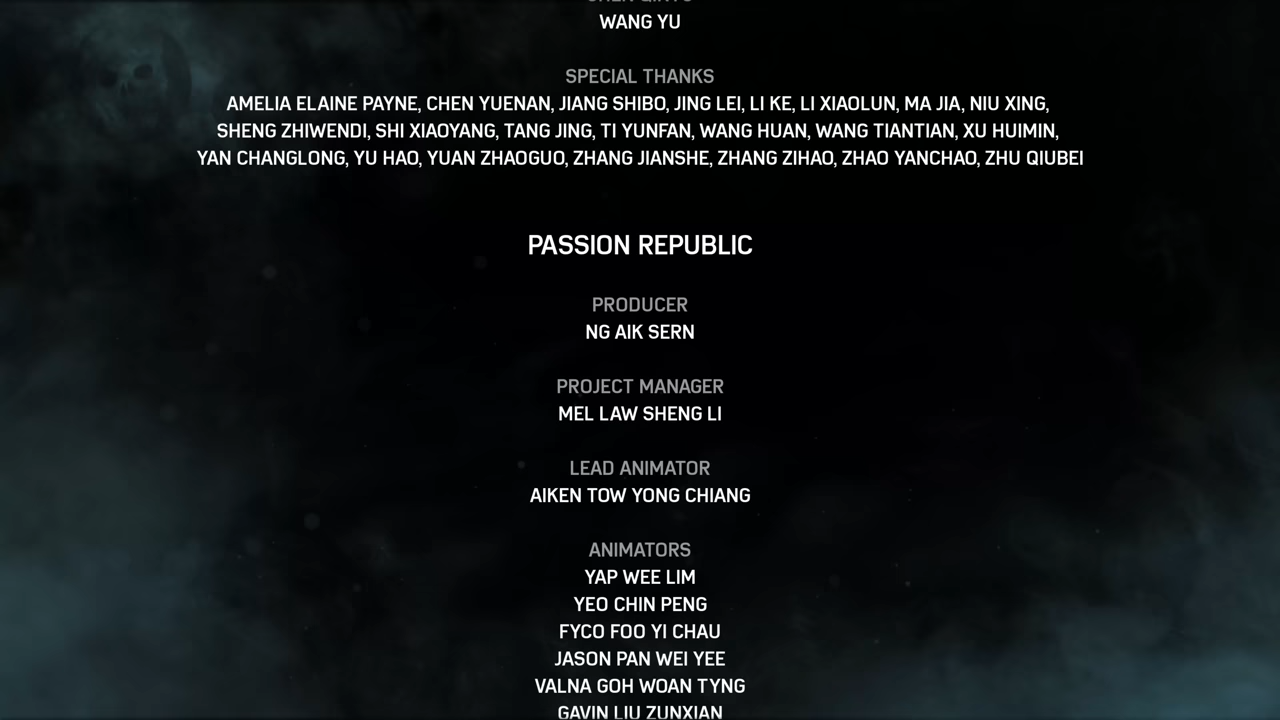 WANG YU
SPECIAL THANKS
AMELIA ELAINE PAYNE, CHEN YUENAN, JIANG SHIBO, JING LEI, LI KE, LI XIAOLUN, MA JIA, NIU XING,
SHENG ZHIWENDI, SHI XIAOYANG, TANG JING, TI YUNFAN, WANG HUAN, WANG TIANTIAN, XU HUIMIN,
YAN CHANGLONG, YU HAO, YUAN ZHAOGUO, ZHANG JIANSHE, ZHANG ZIHAO, ZHAO YANCHAO, ZHU QIUBEI
PASSION REPUBLIC
PRODUCER
NG AIK SERN
PROJECT MANAGER
MEL LAW SHENG LI
LEAD ANIMATOR
AIKEN TOW YONG CHIANG
ANIMATORS
YAP WEE LIM
YEO CHIN PENG
FYCO FOO YI CHAU
JASON PAN WEI YEE
VALNA GOH WOAN TYNG
GAVIN LIU ZUNXIAN